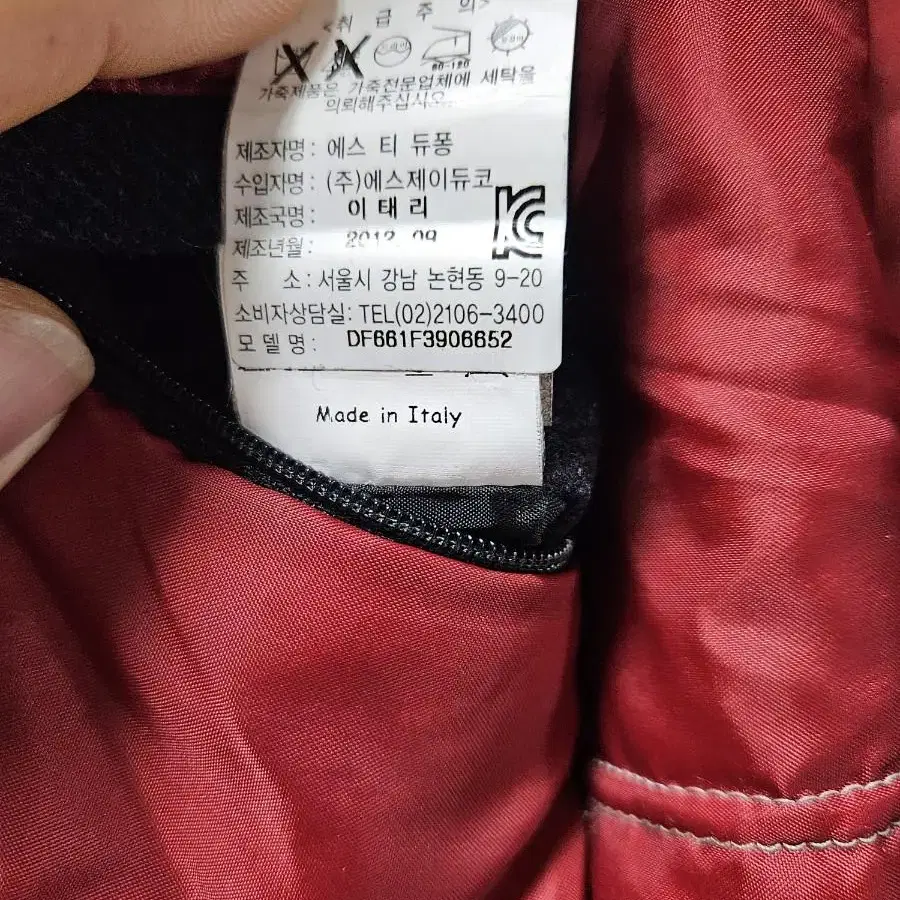 <취 급 주 의>
80-120
가죽제품은 가죽전문업체에 세탁을
의뢰해주십시오.
제조자명: 에스 티 듀퐁
수입자명: (주)에스제이듀코
제조국명: 이태리
제조년월: 2012. 09
주 소: 서울시 강남 논현동 9-20
소비자상담실: TEL(02)2106-3400
모델명: DF661F3906652
Made in Italy